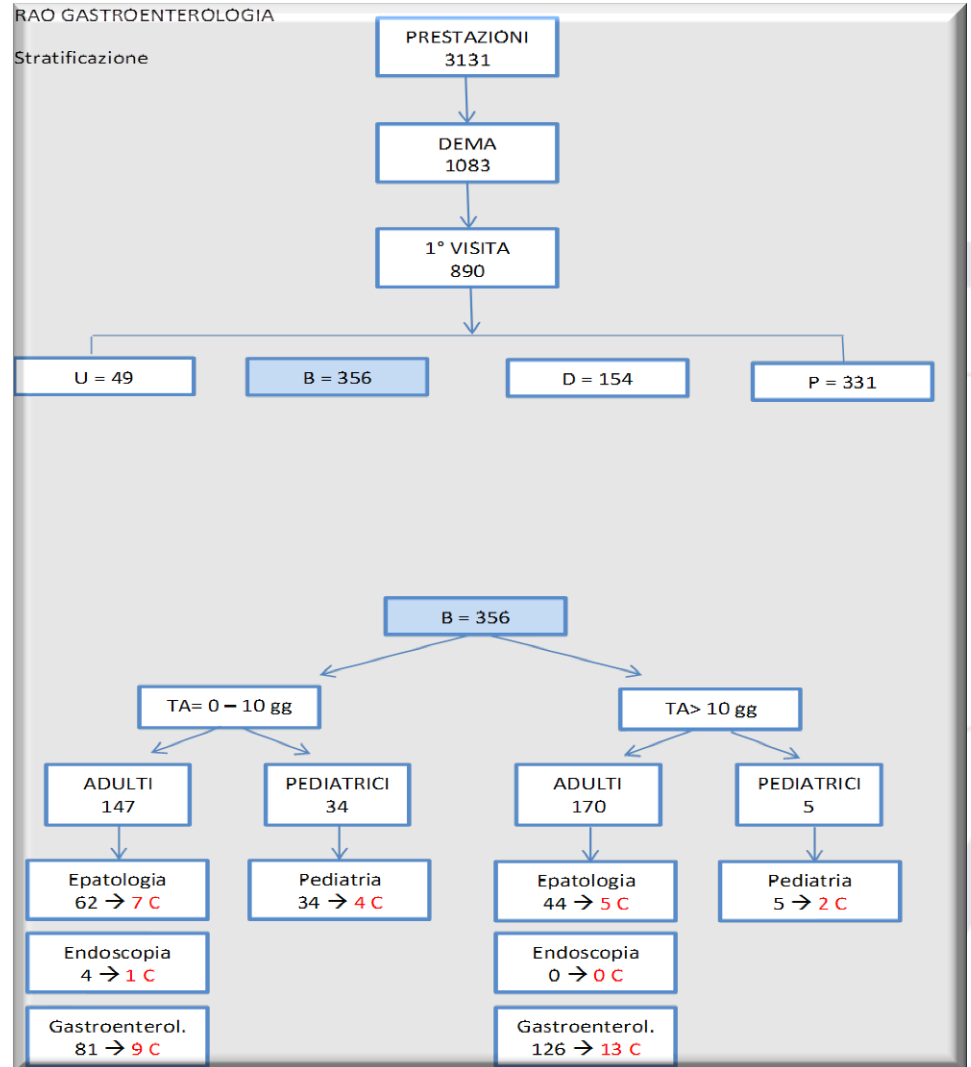 RAO GASTROENTEROLOGIA
Stratificazione
PRESTAZIONI
3131
DEMA
1083
1° VISITA
890
U = 49
B = 356
D = 154
P = 331
B = 356
TA= 0 – 10 gg
TA> 10 gg
ADULTI
147
PEDIATRICI
34
ADULTI
170
PEDIATRICI
5
Epatologia
62 → 7 C
Pediatria
34 → 4 C
Epatologia
44 → 5 C
Pediatria
5 → 2 C
Endoscopia
4 → 1 C
Endoscopia
0 → 0 C
Gastroenterol.
81 → 9 C
Gastroenterol.
126 → 13 C